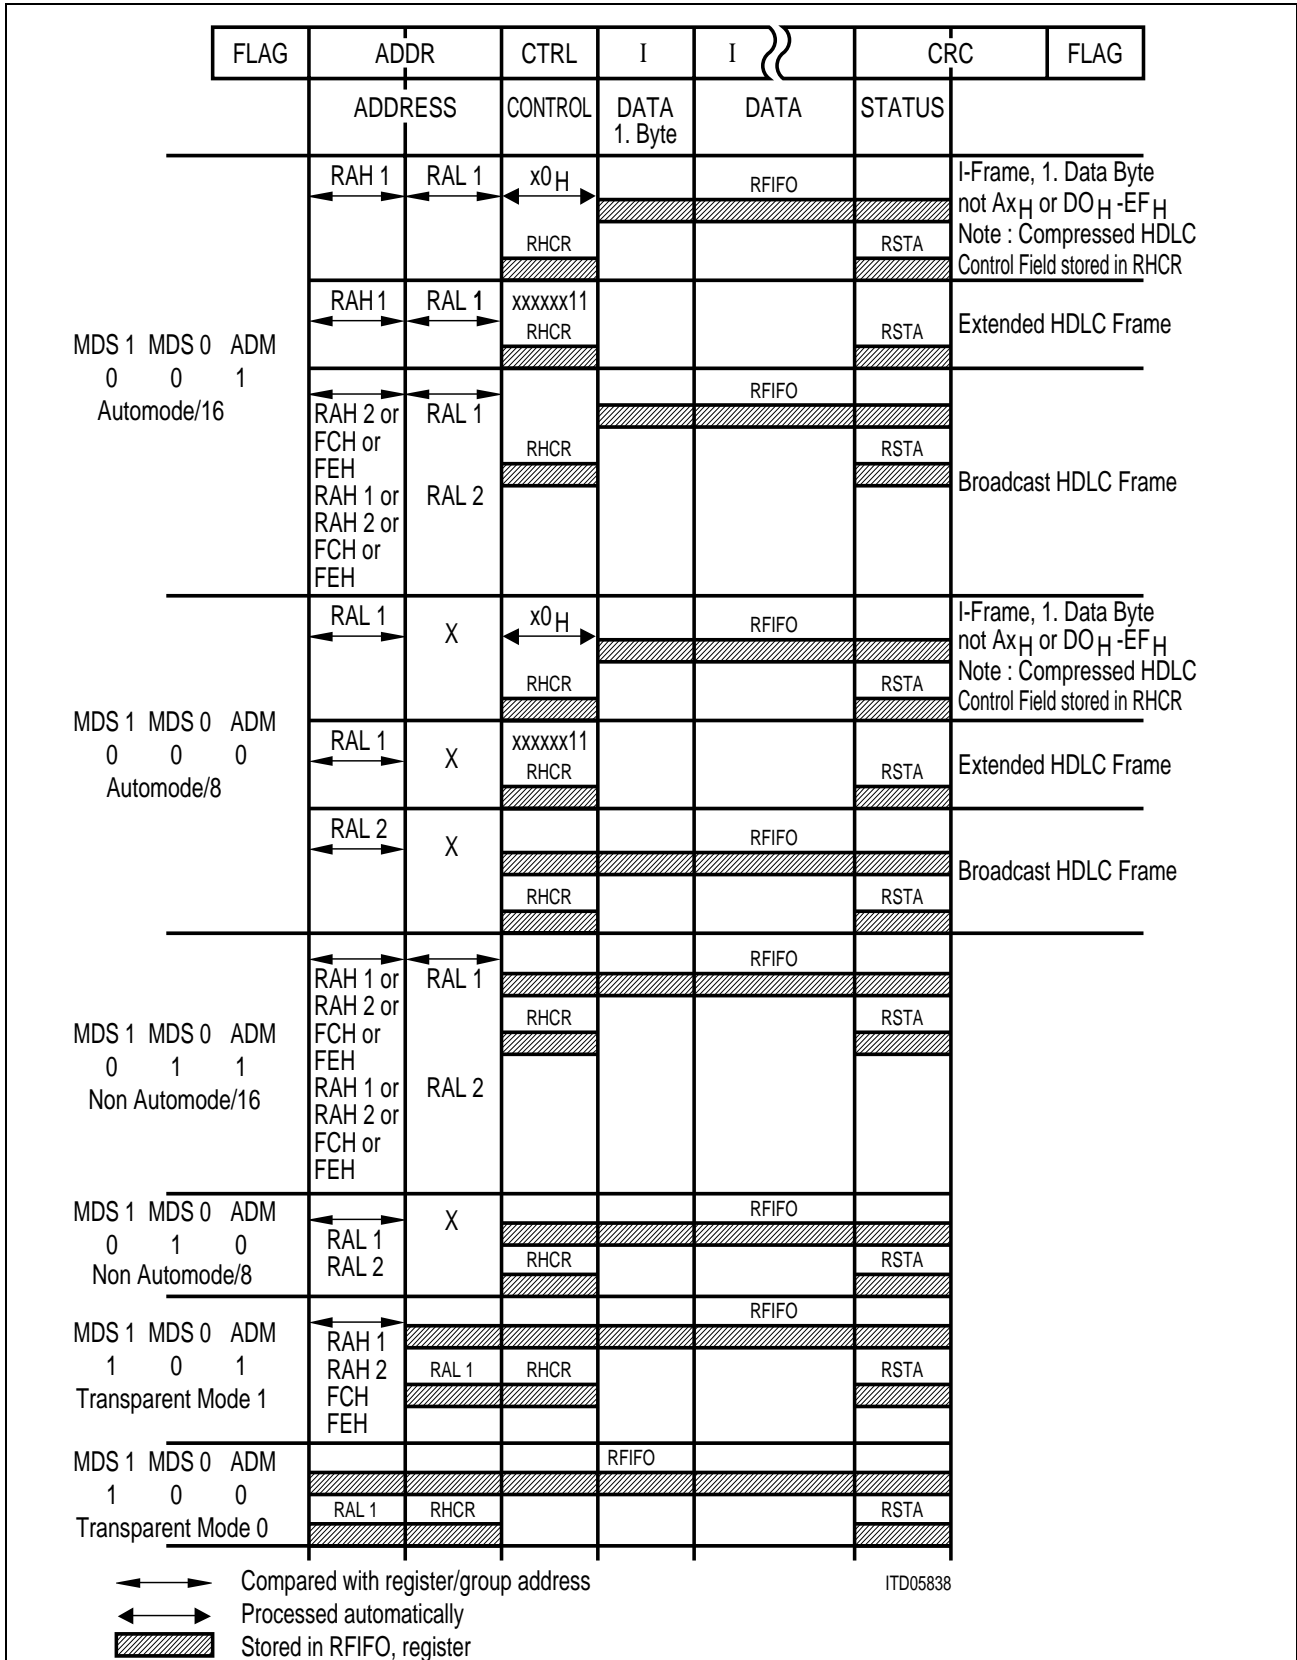 FLAG ADDR CTRL I I CRC FLAG
ADDRESS CONTROL DATA DATA STATUS
1. Byte
RAH 1 RAL 1 x0H RFIFO I-Frame, 1. Data Byte
not AxH or DOH -EFH
RHCR RSTA Note : Compressed HDLC
Control Field stored in RHCR
RAH 1 RAL 1 xxxxxx11
RHCR RSTA Extended HDLC Frame
MDS 1 MDS 0 ADM
0 0 1
Automode/16
RFIFO
RAH 2 or RAL 1
FCH or RHCR RSTA
FEH
RAH 1 or RAL 2 Broadcast HDLC Frame
RAH 2 or
FCH or
FEH
RAL 1 X x0H RFIFO I-Frame, 1. Data Byte
not AxH or DOH -EFH
RHCR RSTA Note : Compressed HDLC
Control Field stored in RHCR
MDS 1 MDS 0 ADM
0 0 0
Automode/8
RAL 1 X xxxxxx11
RHCR RSTA Extended HDLC Frame
RAL 2 X RFIFO
Broadcast HDLC Frame
RHCR RSTA
RFIFO
RAH 1 or RAL 1
RAH 2 or RHCR RSTA
FCH or
FEH
MDS 1 MDS 0 ADM
0 1 1
Non Automode/16
RAH 1 or RAL 2
RAH 2 or
FCH or
FEH
MDS 1 MDS 0 ADM X RFIFO
0 1 0 RAL 1
Non Automode/8 RAL 2 RHCR RSTA
RFIFO
MDS 1 MDS 0 ADM RAH 1
1 0 1 RAH 2 RAL 1 RHCR RSTA
Transparent Mode 1 FCH
FEH
MDS 1 MDS 0 ADM RFIFO
1 0 0
Transparent Mode 0 RAL 1 RHCR RSTA
Compared with register/group address ITD05838
Processed automatically
Stored in RFIFO, register